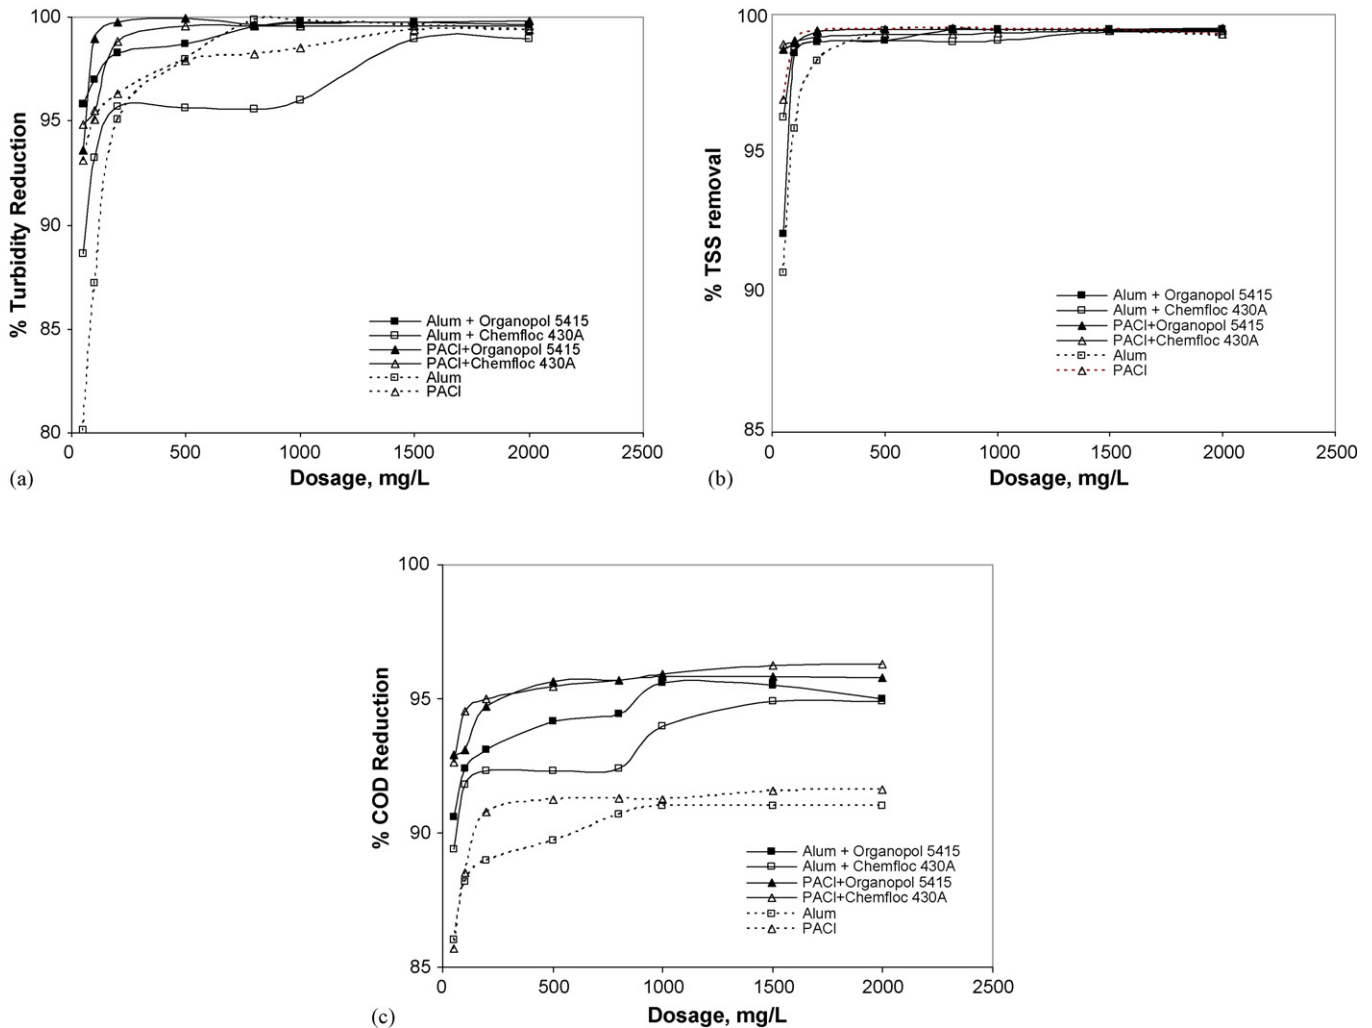 100
95
90
85
80
% Turbidity Reduction
Alum + Organopol 5415
Alum + Chemfloc 430A
PACl+Organopol 5415
PACl+Chemfloc 430A
Alum
PACl
0 500 1000 1500 2000 2500
Dosage, mg/L
(a)
100
95
90
85
% TSS removal
Alum + Organopol 5415
Alum + Chemfloc 430A
PACl+Organopol 5415
PACl+Chemfloc 430A
Alum
PACl
0 500 1000 1500 2000 2500
Dosage, mg/L
(b)
100
95
90
85
% COD Reduction
Alum + Organopol 5415
Alum + Chemfloc 430A
PACl+Organopol 5415
PACl+Chemfloc 430A
Alum
PACl
0 500 1000 1500 2000 2500
Dosage, mg/L
(c)